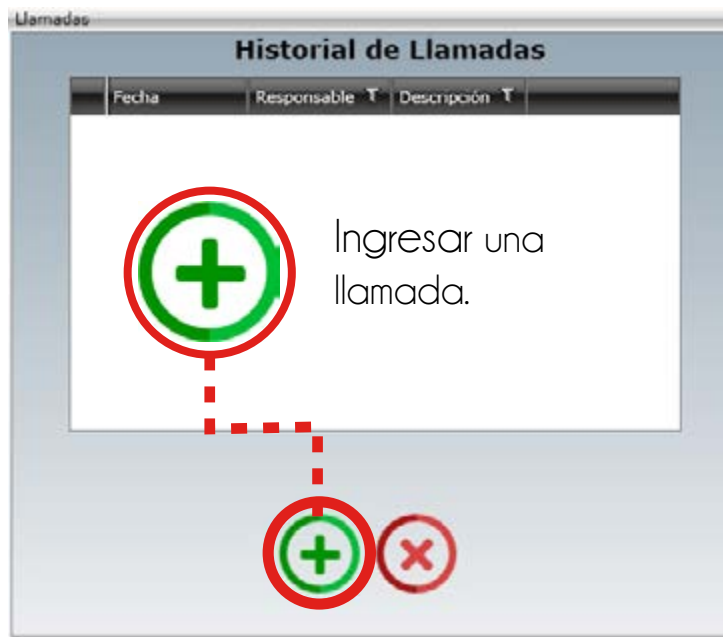 Llamadas
Historial de Llamadas
Fecha Responsable Descripción
Ingresar una
llamada.